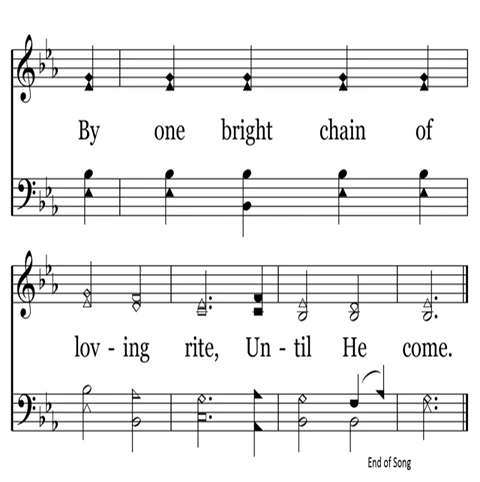 By one bright chain of
lov - ing rite, Un - til He come.
End of Song